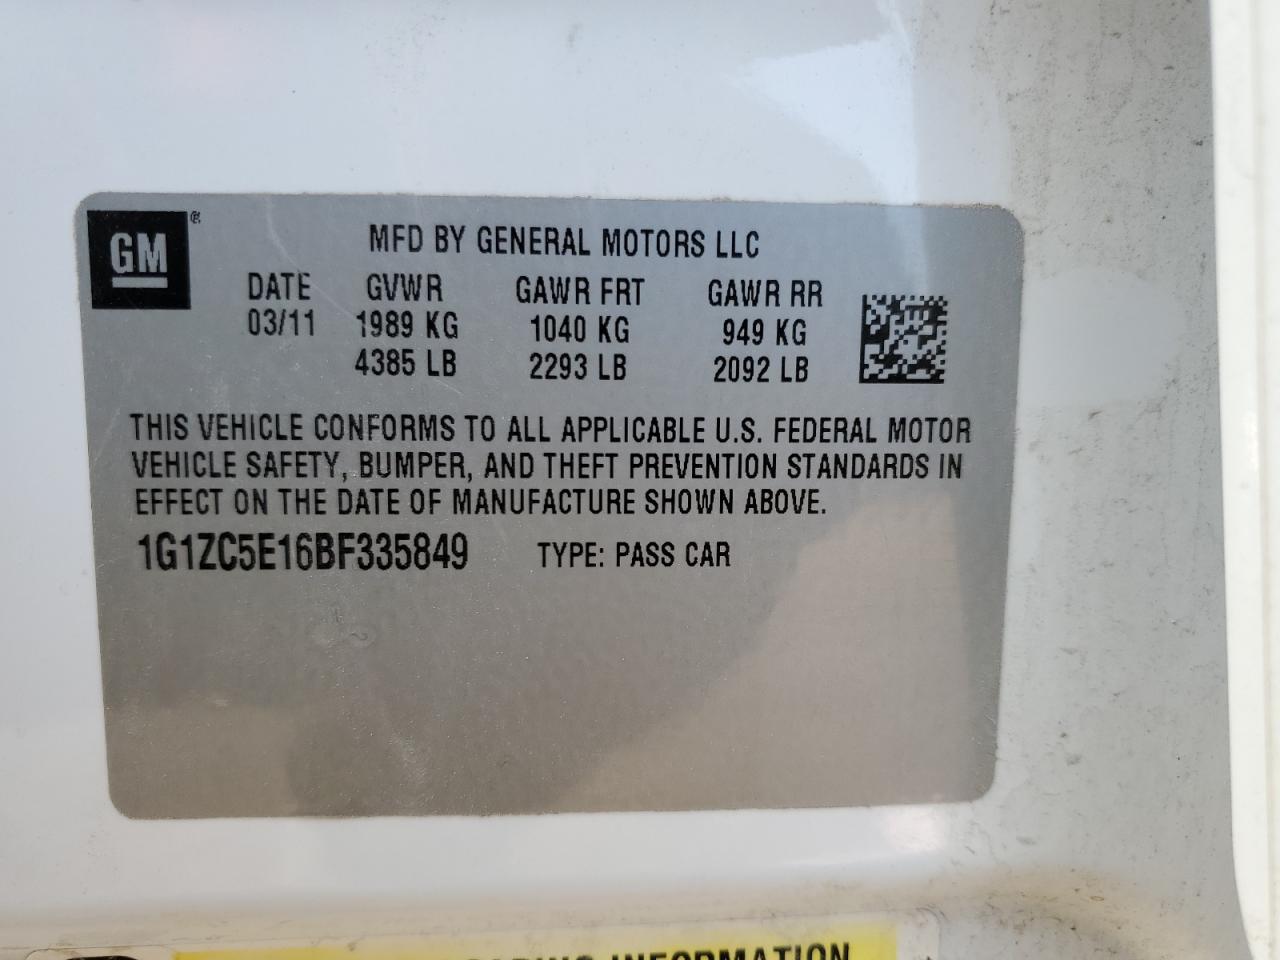 GM ®
MFD BY GENERAL MOTORS LLC
DATE GVWR GAWR FRT GAWR RR
03/11 1989 KG 1040 KG 949 KG
4385 LB 2293 LB 2092 LB
THIS VEHICLE CONFORMS TO ALL APPLICABLE U.S. FEDERAL MOTOR
VEHICLE SAFETY, BUMPER, AND THEFT PREVENTION STANDARDS IN
EFFECT ON THE DATE OF MANUFACTURE SHOWN ABOVE.
1G1ZC5E16BF335849 TYPE: PASS CAR
INFORMATION